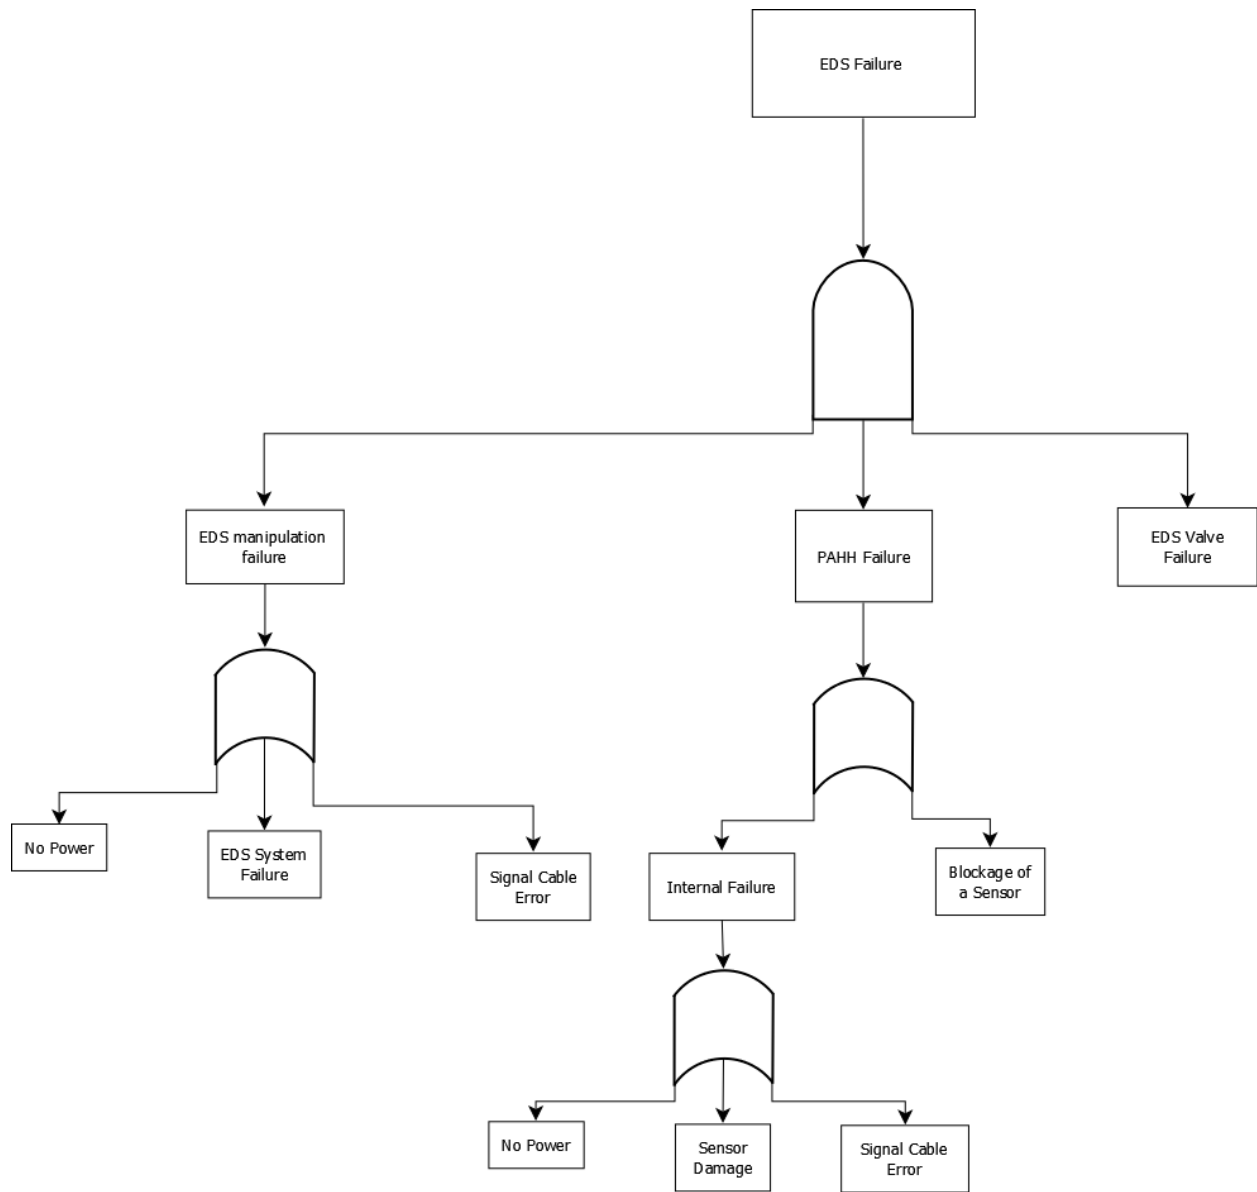 EDS Failure
EDS manipulation
failure
PAHH Failure
EDS Valve
Failure
No Power
EDS System
Failure
Signal Cable
Error
Internal Failure
Blockage of
a Sensor
No Power
Sensor
Damage
Signal Cable
Error